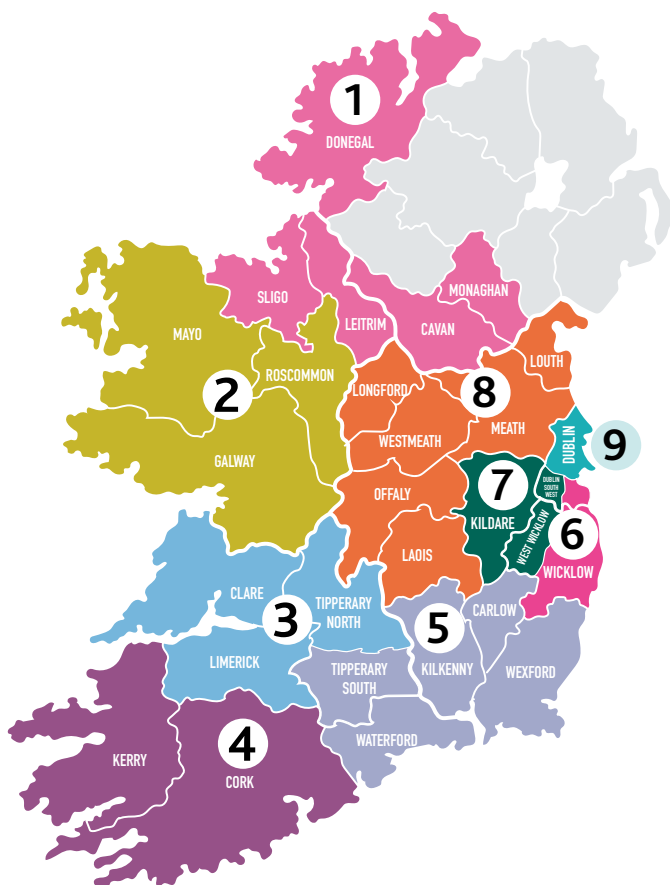 1
DONEGAL
SLIGO
LEITRIM
MONAGHAN
CAVAN
MAYO
ROSCOMMON
2
GALWAY
LONGFORD
8
LOUTH
MEATH
WESTMEATH
OFFALY
LAOIS
DUBLIN
9
7
KILDARE
DUBLIN
SOUTH
WEST
WEST WICKLOW
6
WICKLOW
CLARE
3
TIPPERARY
NORTH
LIMERICK
5
CARLOW
KILKENNY
WEXFORD
TIPPERARY
SOUTH
WATERFORD
4
KERRY
CORK